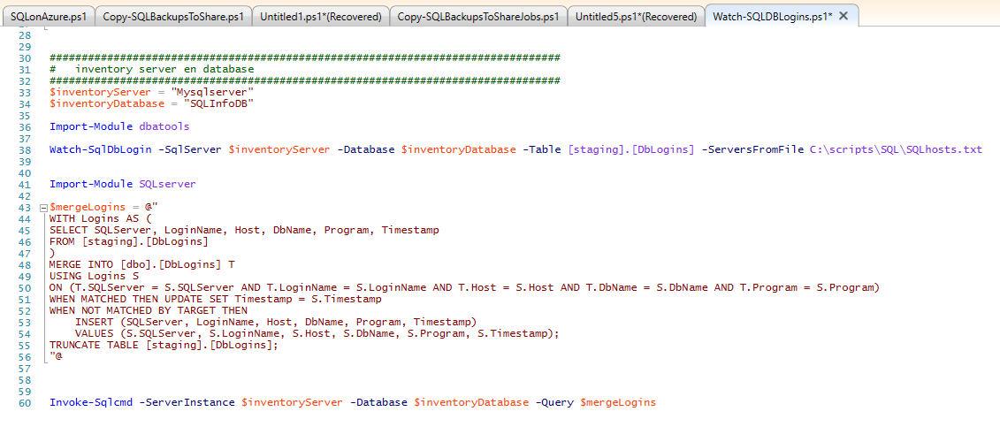 SQLonAzure.ps1 Copy-SQLBackupsToShare.ps1 Untitled1.ps1*(Recovered) Copy-SQLBackupsToShareJobs.ps1 Untitled5.ps1*(Recovered) Watch-SQLDBLogins.ps1* X
28
29
30 ################################################################################
31 #   inventory server en database
32 ################################################################################
33 $inventoryServer = "Mysqlserver"
34 $inventoryDatabase = "SQLInfoDB"
35
36 Import-Module dbatools
37
38 Watch-SqlDbLogin -SqlServer $inventoryServer -Database $inventoryDatabase -Table [staging].[DbLogins] -ServersFromFile C:\scripts\SQL\SQLhosts.txt
39
40
41 Import-Module SQLserver
42
43 $mergeLogins = @"
44 WITH Logins AS (
45 SELECT SQLServer, LoginName, Host, DbName, Program, Timestamp
46 FROM [staging].[DbLogins]
47 )
48 MERGE INTO [dbo].[DbLogins] T
49 USING Logins S
50 ON (T.SQLServer = S.SQLServer AND T.LoginName = S.LoginName AND T.Host = S.Host AND T.DbName = S.DbName AND T.Program = S.Program)
51 WHEN MATCHED THEN UPDATE SET Timestamp = S.Timestamp
52 WHEN NOT MATCHED BY TARGET THEN
53     INSERT (SQLServer, LoginName, Host, DbName, Program, Timestamp)
54     VALUES (S.SQLServer, S.LoginName, S.Host, S.DbName, S.Program, S.Timestamp);
55 TRUNCATE TABLE [staging].[DbLogins];
56 "@
57
58
59
60 Invoke-Sqlcmd -ServerInstance $inventoryServer -Database $inventoryDatabase -Query $mergeLogins